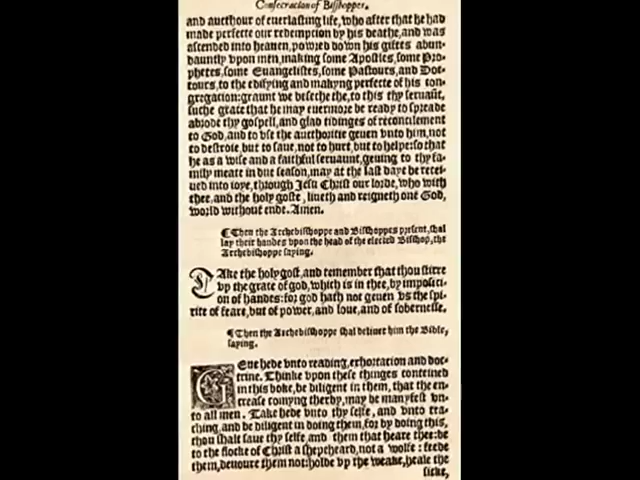 Consecracion of Bisshoppes.
and aucthour of everlasting life, who after that he had
made perfecte our redempcion by his deathe, and was
ascended into heaven, powred down his giftes abun-
dauntly vpon men, making some Apostles, some Pro-
phetes, some Euangelistes, some Pastours, and Doc-
tours, to the edifying and makyng perfecte of his con-
gregacion: graunt we beseche the, to this thy seruaũt,
suche grace that he may euermore be ready to spreade
abrode thy gospell, and glad tidinges of reconcilement
to God, and to vse the aucthoritie geuen vnto him, not
to destroie, but to saue, not to hurt, but to helpe: so that
he as a wise and a faithful seruaunt, geuing to thy fa-
mily meate in due season, may at the last daye be recei-
ued into ioye, through Jesu Christ our lorde, who with
thee, and the holy goste, liueth and reigneth one God,
world without ende. Amen.
¶ Then the Archebisshoppe and Bisshoppes present, shal
lay their handes vpon the head of the elected Bisshop, the
Archebisshoppe saying.
Take the holy gost, and remember that thou stirre
vp the grace of god, which is in thee, by imposici-
on of handes: for god hath not geuen vs the spi-
rite of feare, but of power, and loue, and of sobernesse.
¶ Then the Archebisshoppe shal deliuer him the Bible,
saying.
Geue hede vnto reading, exhortacion and doc-
trine. Thinke vpon these thinges conteined
in this boke, be diligent in them, that the en-
crease comyng therby, may be manyfest vn-
to all men. Take hede vnto thy selfe, and vnto tea-
ching, and be diligent in doing them, for by doing this,
thou shalt saue thy selfe, and them that heare thee: be
to the flocke of Christ a shepeheard, not a wolfe: feede
them, deuoure them not: holde vp the weake, heale the
sicke,